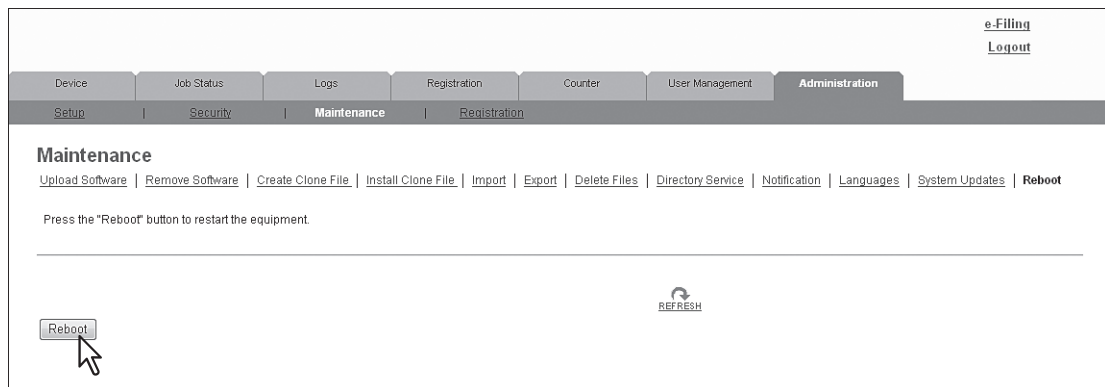 e-Filing
Logout
Device Job Status Logs Registration Counter User Management Administration
Setup | Security | Maintenance | Registration
Maintenance
Upload Software | Remove Software | Create Clone File | Install Clone File | Import | Export | Delete Files | Directory Service | Notification | Languages | System Updates | Reboot
Press the "Reboot" button to restart the equipment.
REFRESH
Reboot